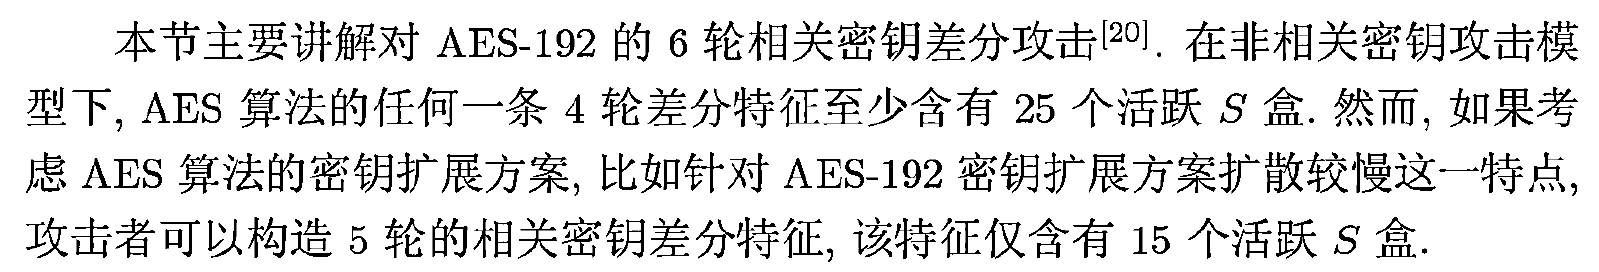 本节主要讲解对 AES-192 的 6 轮相关密钥差分攻击[20]. 在非相关密钥攻击模
型下, AES 算法的任何一条 4 轮差分特征至少含有 25 个活跃 S 盒. 然而, 如果考
虑 AES 算法的密钥扩展方案, 比如针对 AES-192 密钥扩展方案扩散较慢这一特点,
攻击者可以构造 5 轮的相关密钥差分特征, 该特征仅含有 15 个活跃 S 盒.